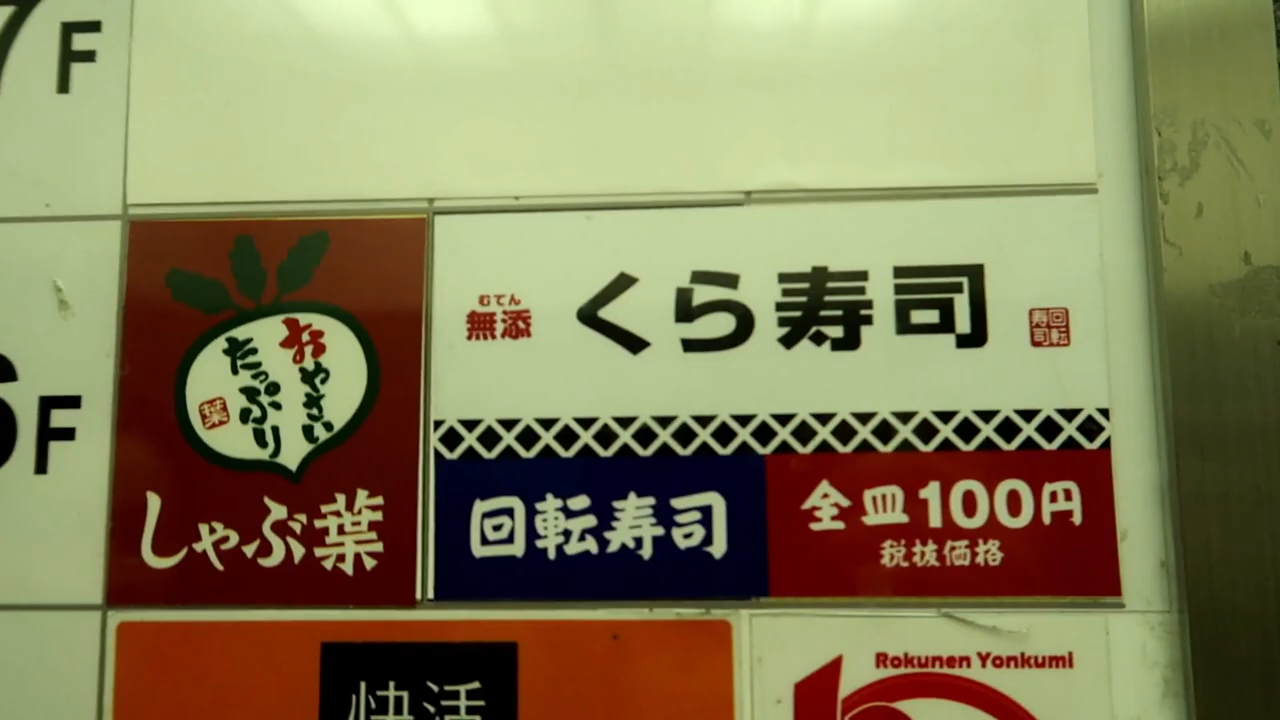 7F
6F
おやさい
たっぷり
葉
しゃぶ葉
むてん
無添
くら寿司
回転
寿司
回転寿司
全皿100円
税抜価格
快活
Rokunen Yonkumi